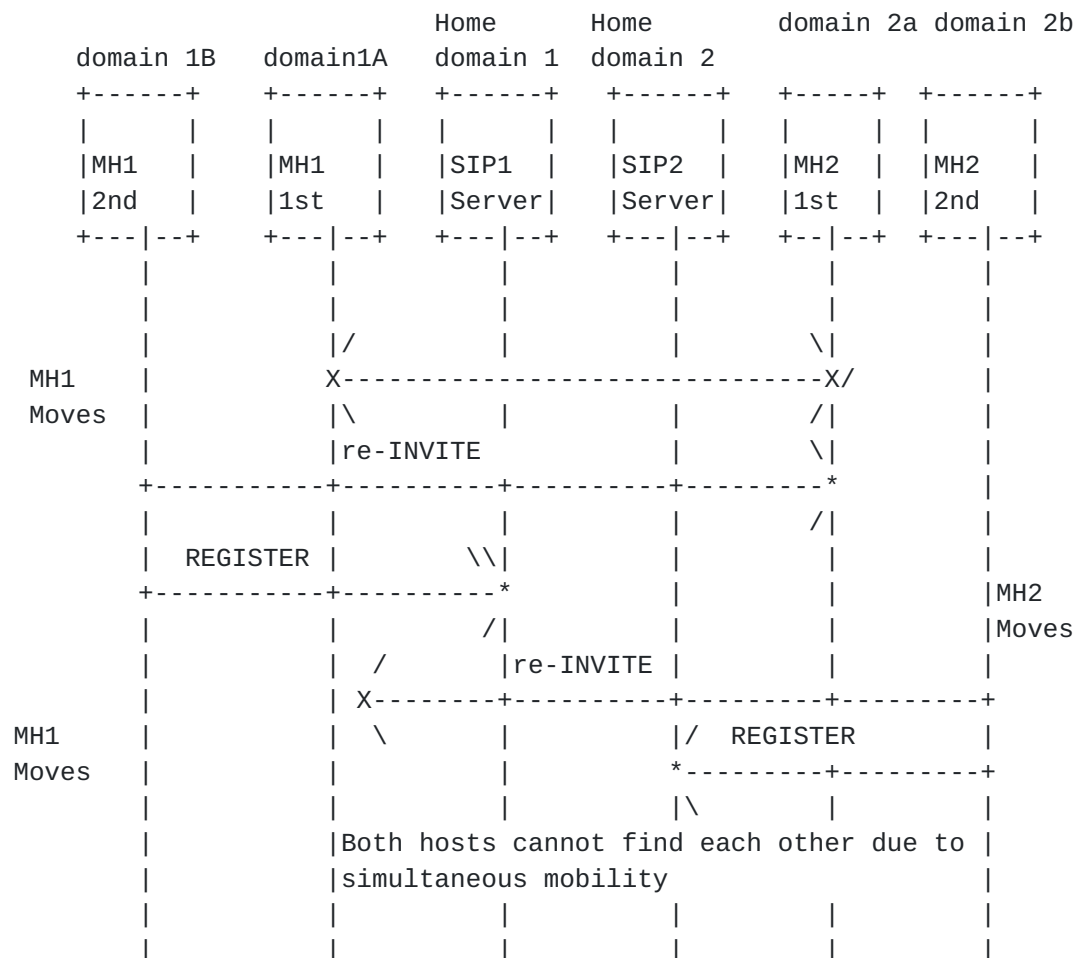 Home        Home        domain 2a domain 2b
    domain 1B   domain1A   domain 1  domain 2
    +------+    +------+   +------+   +------+   +-----+  +------+
    |      |    |      |   |      |   |      |   |     |  |      |
    |MH1   |    |MH1   |   |SIP1  |   |SIP2  |   |MH2  |  |MH2   |
    |2nd   |    |1st   |   |Server|   |Server|   |1st  |  |2nd   |
    +---|--+    +---|--+   +---|--+   +---|--+   +--|--+  +---|--+
        |           |          |          |         |         |
        |           |          |          |         |         |
        |           |/         |          |        \|         |
 MH1    |           X-------------------------------X/        |
 Moves  |           |\         |          |        /|         |
        |           |re-INVITE            |        \|         |
        +-----------+----------+----------+---------*         |
        |           |          |          |        /|         |
        |  REGISTER |        \\|          |         |         |
        +-----------+----------*          |         |         |MH2
        |           |         /|          |         |         |Moves
        |           |  /       |re-INVITE |         |         |
        |           | X--------+----------+---------+---------+
MH1     |           |  \       |          |/  REGISTER        |
Moves   |           |          |          *---------+---------+
        |           |          |          |\        |         |
        |           |Both hosts cannot find each other due to |
        |           |simultaneous mobility                    |
        |           |          |          |         |         |
        |           |          |          |         |         |